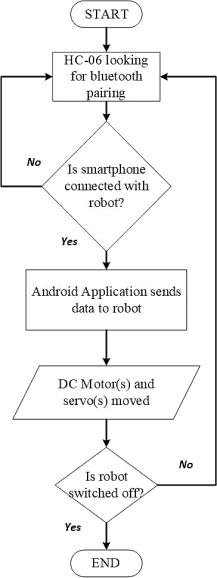 START
HC-06 looking
for bluetooth
pairing
No
Is smartphone
connected with
robot?
Yes
Android Application sends
data to robot
DC Motor(s) and
servo(s) moved
Is robot
switched off?
No
Yes
END